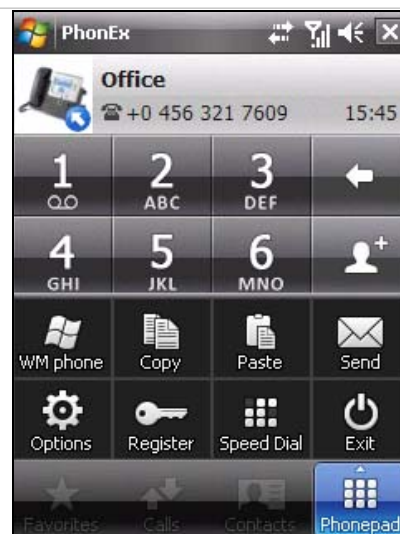 PhonEx
Office
+0 456 321 7609 15:45
1 2 3
ABC DEF
4 5 6
GHI JKL MNO
WM phone Copy Paste Send
Options Register Speed Dial Exit
Favorites Calls Contacts Phonepad